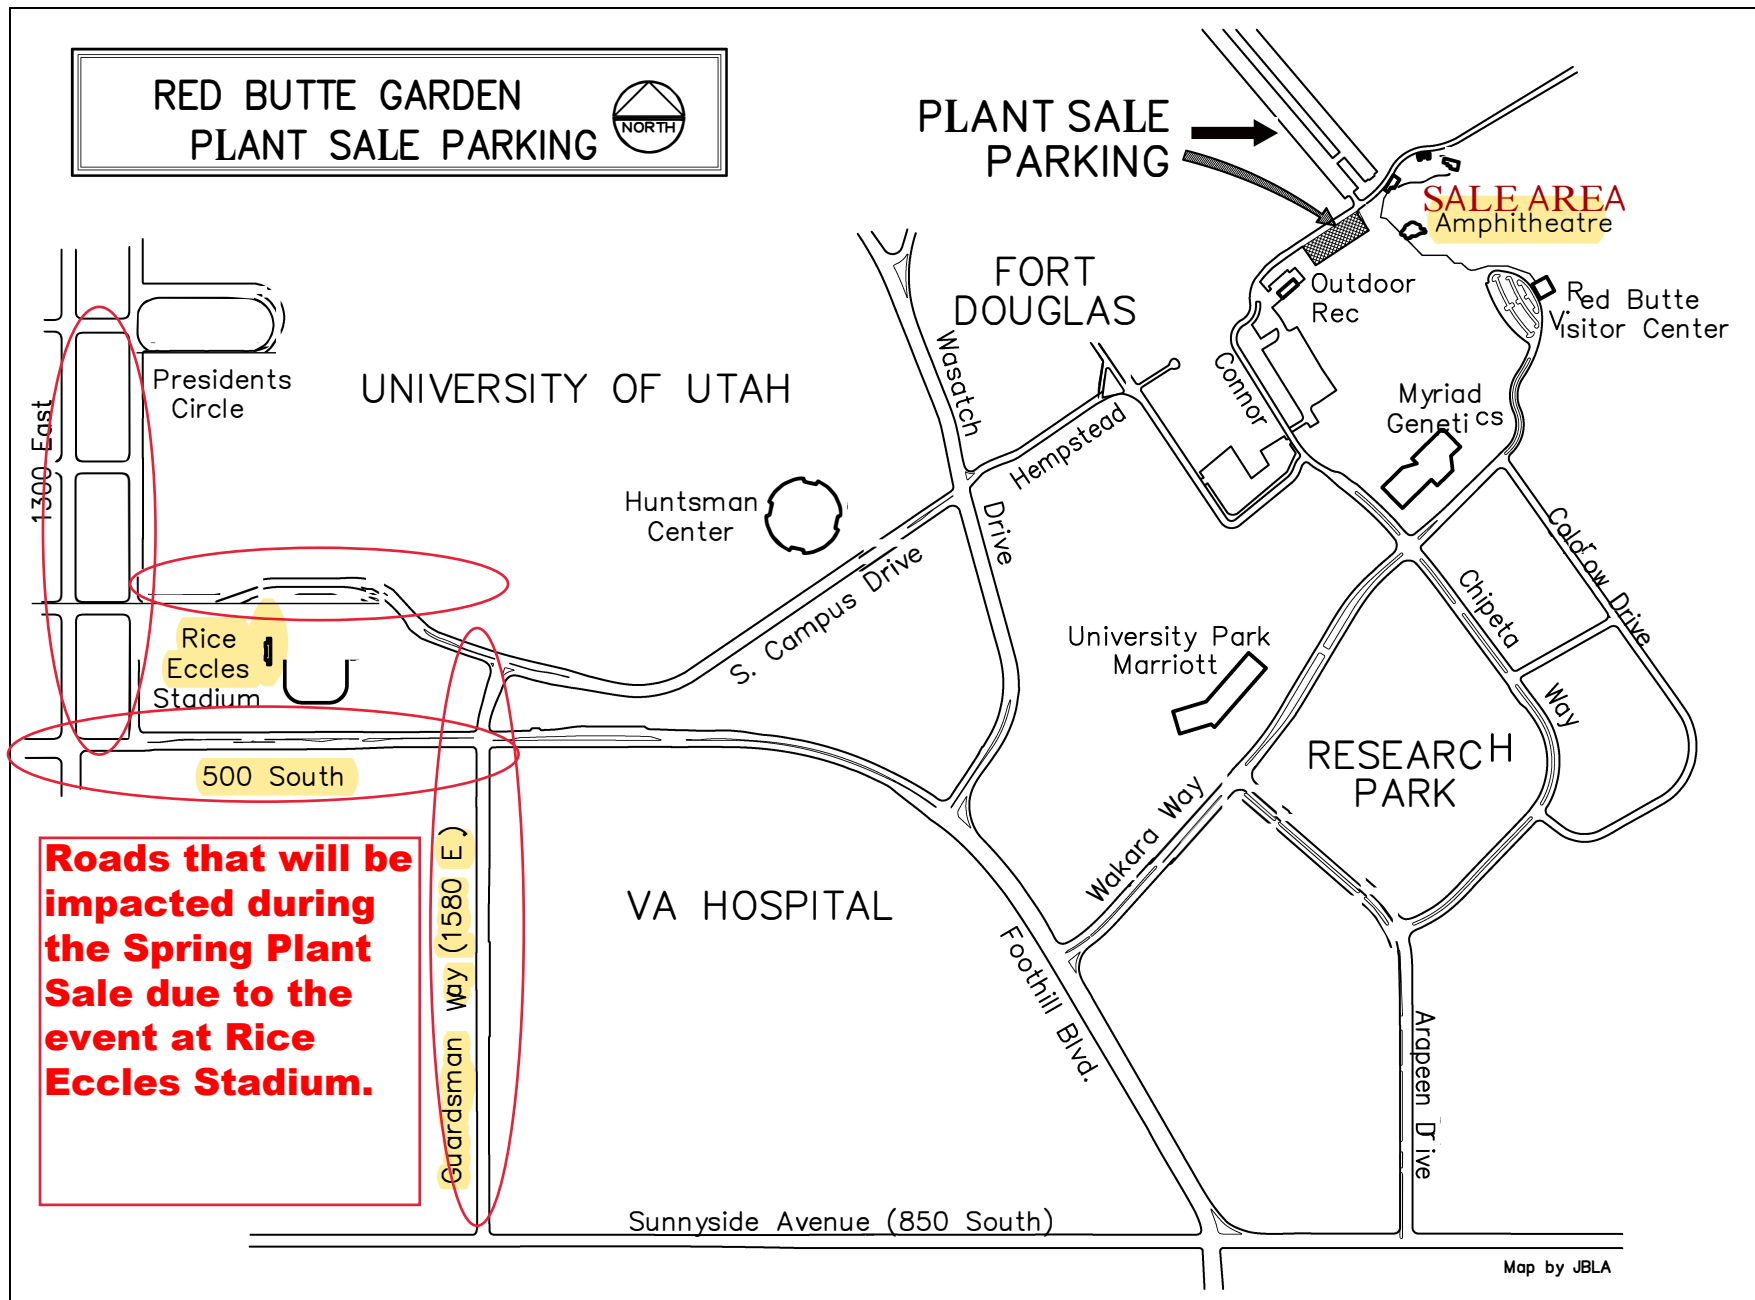 RED BUTTE GARDEN
PLANT SALE PARKING
NORTH
PLANT SALE
PARKING
SALE AREA
Amphitheatre
FORT
DOUGLAS
Outdoor
Rec
Red Butte
Visitor Center
Presidents
Circle
UNIVERSITY OF UTAH
Wasatch
Drive
Connor
Myriad
Genetics
1300 East
Hempstead
Huntsman
Center
Colorow Drive
S. Campus Drive
Chipeta
Way
Rice
Eccles
Stadium
University Park
Marriott
500 South
RESEARCH
PARK
Wakara Way
Roads that will be
impacted during
the Spring Plant
Sale due to the
event at Rice
Eccles Stadium.
Guardsman Way (1580 E)
VA HOSPITAL
Foothill Blvd.
Arapeen Drive
Sunnyside Avenue (850 South)
Map by JBLA